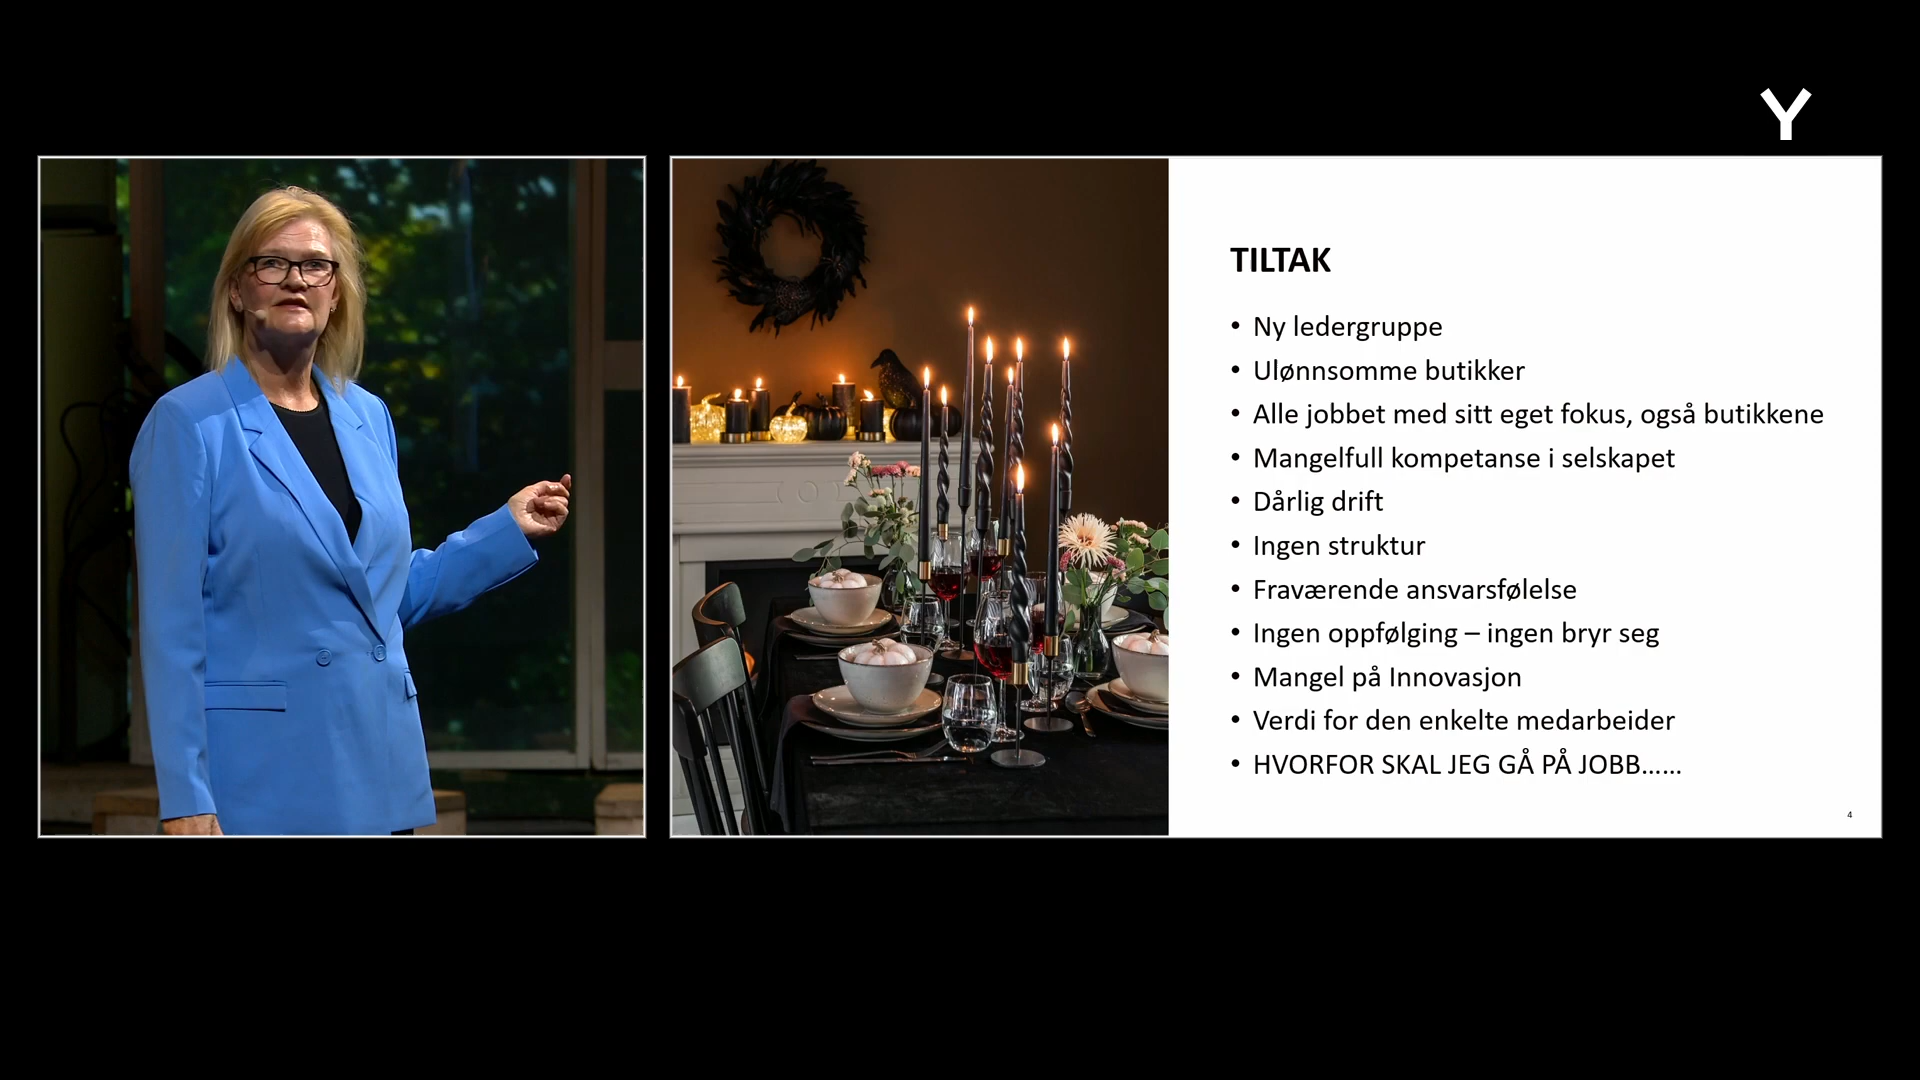 Y
TILTAK
• Ny ledergruppe
• Ulønnsomme butikker
• Alle jobbet med sitt eget fokus, også butikkene
• Mangelfull kompetanse i selskapet
• Dårlig drift
• Ingen struktur
• Fraværende ansvarsfølelse
• Ingen oppfølging – ingen bryr seg
• Mangel på Innovasjon
• Verdi for den enkelte medarbeider
• HVORFOR SKAL JEG GÅ PÅ JOBB……
4